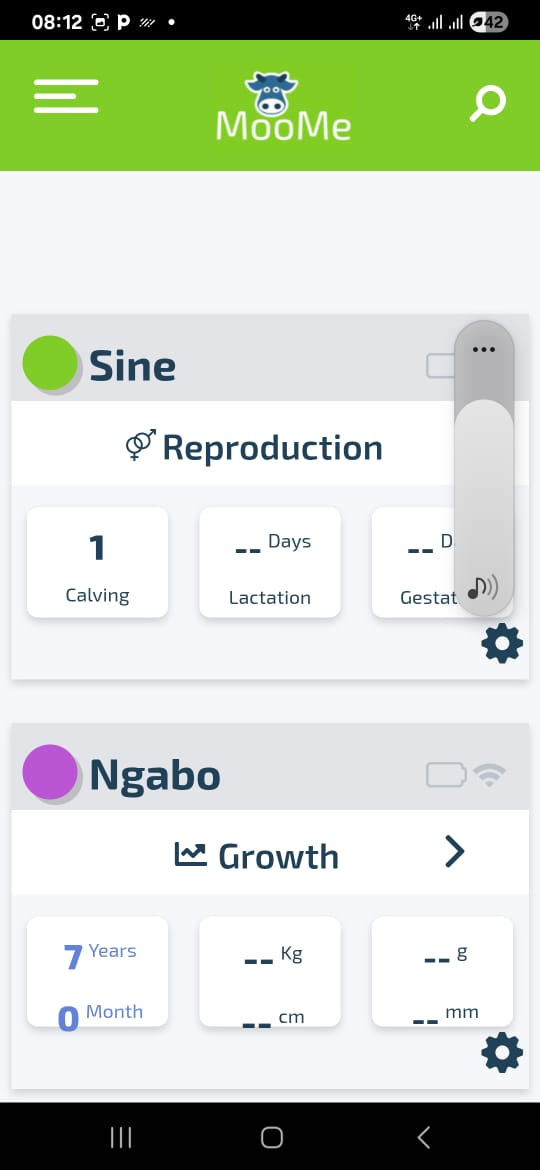 08:12
4G+
42
MooMe
Sine
Reproduction
1
Calving
-- Days
Lactation
-- D
Gestat
Ngabo
Growth
7 Years
0 Month
-- Kg
-- cm
-- g
-- mm